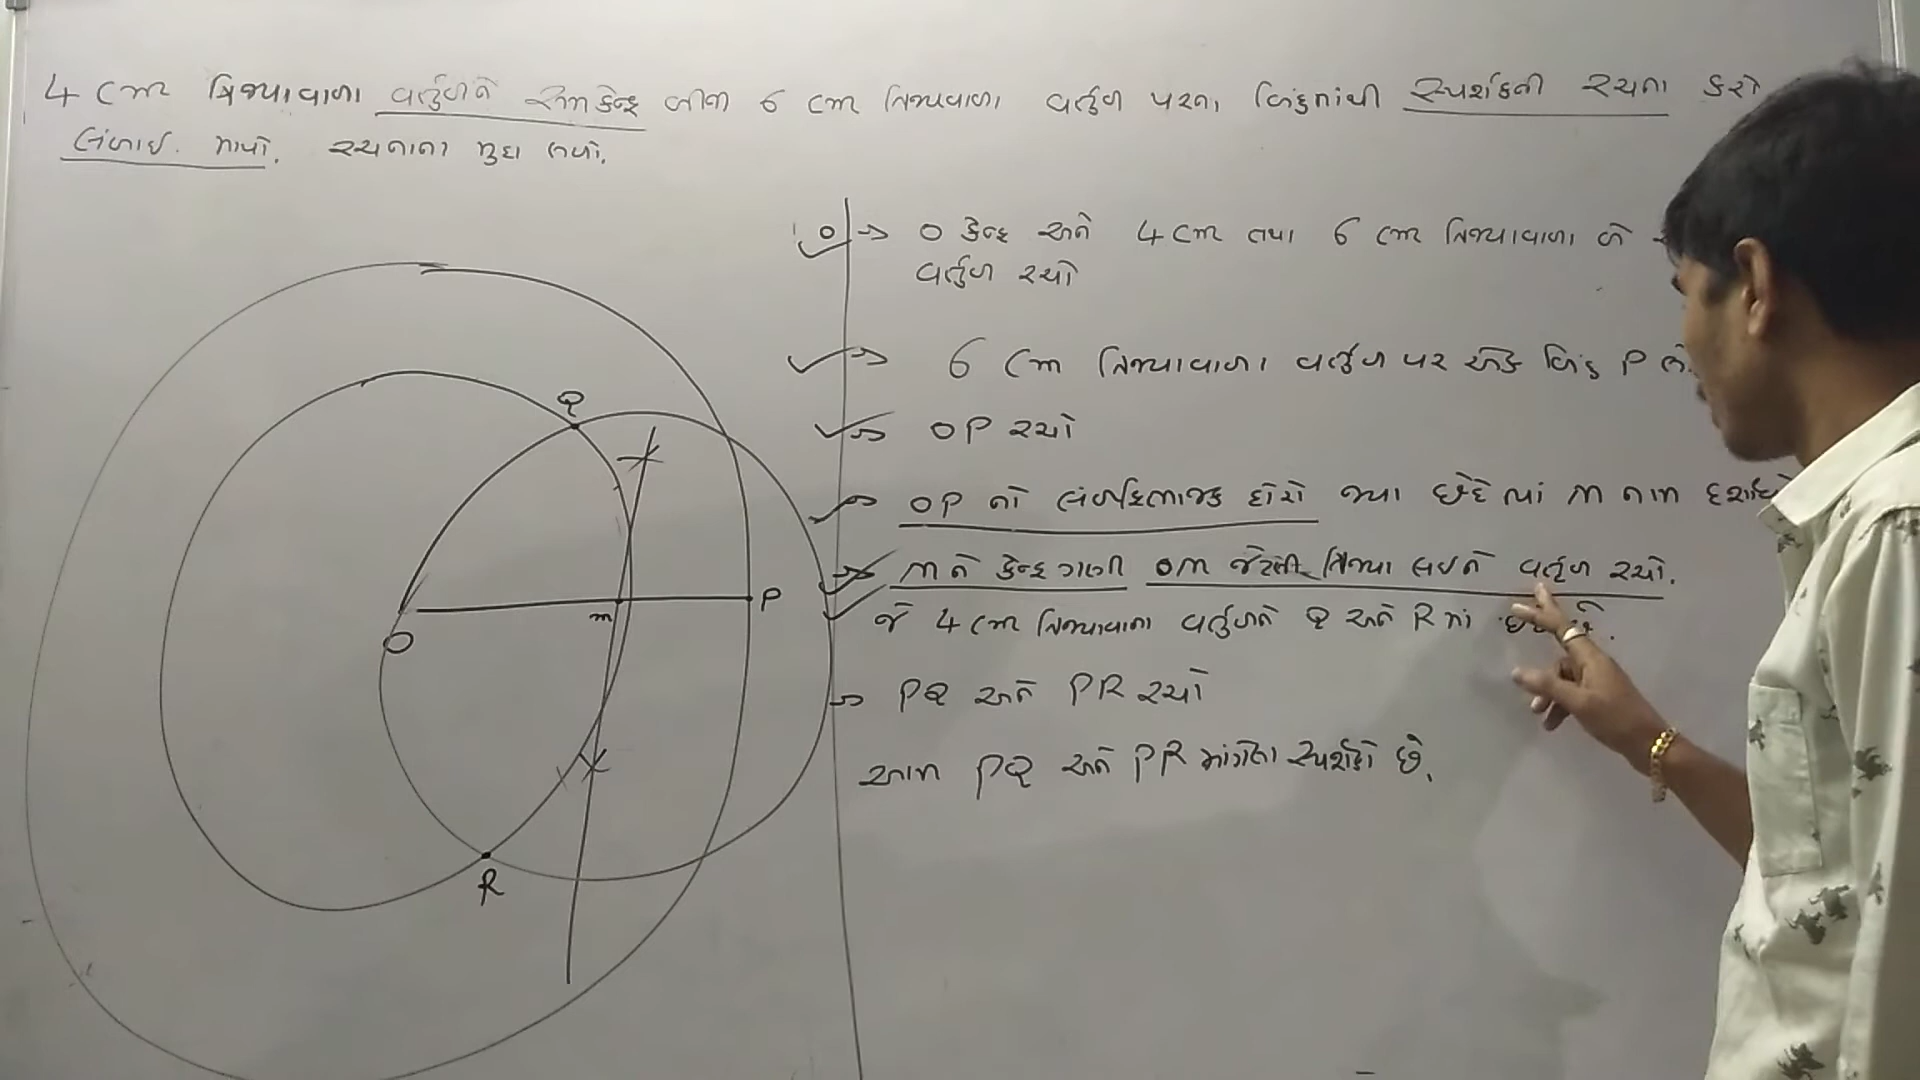 4 cm ત્રિજ્યાવાળા વર્તુળને સમકેન્દ્ર બીજા 6 cm ત્રિજ્યાવાળા વર્તુળ પરના બિંદુમાંથી સ્પર્શકની રચના કરો
લંબાઈ માપો. રચનાના મુદ્દા લખો.
→ O કેન્દ્ર અને 4 cm તથા 6 cm ત્રિજ્યાવાળા બે
વર્તુળ રચો
→ 6 cm ત્રિજ્યાવાળા વર્તુળ પર એક બિંદુ P
→ OP રચો
→ OP નો લંબદ્વિભાજક દોરો જ્યાં છેદે ત્યાં M નામ
→ M ને કેન્દ્ર ગણી OM જેટલી ત્રિજ્યા લઇને વર્તુળ રચો.
જે 4 cm ત્રિજ્યાવાળા વર્તુળને Q અને R માં
→ PQ અને PR રચો
આમ PQ અને PR માંગેલા સ્પર્શકો છે.
Q
O
M
P
R